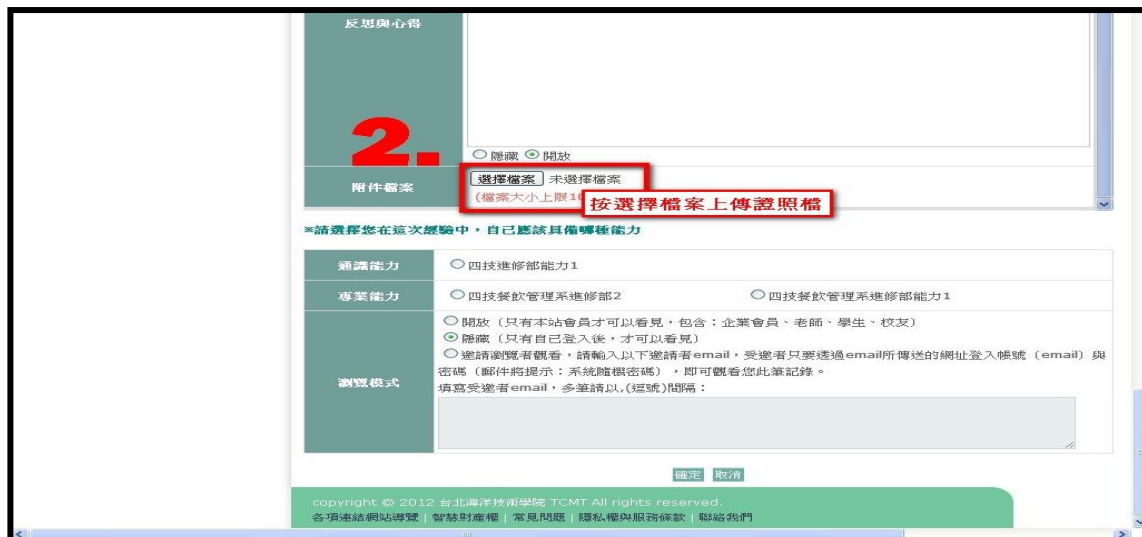 反思與心得
2.
隱藏 開放
附件檔案
選擇檔案 未選擇檔案
(檔案大小上限10
按選擇檔案上傳證照檔
*請選擇您在這次經驗中，自己應該具備哪種能力
通識能力 四技進修部能力1
專業能力 四技餐飲管理系進修部2 四技餐飲管理系進修部能力1
瀏覽模式
開放（只有本站會員才可以看見，包含：企業會員、老師、學生、校友）
隱藏（只有自己登入後，才可以看見）
邀請瀏覽者觀看，請輸入以下邀請者email，受邀者只要透過email所傳送的網址登入帳號（email）與
密碼（郵件將提示：系統隨機密碼），即可觀看您此筆記錄。
填寫受邀者email，多筆請以,(逗號)間隔：
確定 取消
copyright © 2012 台北海洋技術學院 TCMT All rights reserved.
各項連結網站導覽 | 智慧財產權 | 常見問題 | 隱私權與服務條款 | 聯絡我們